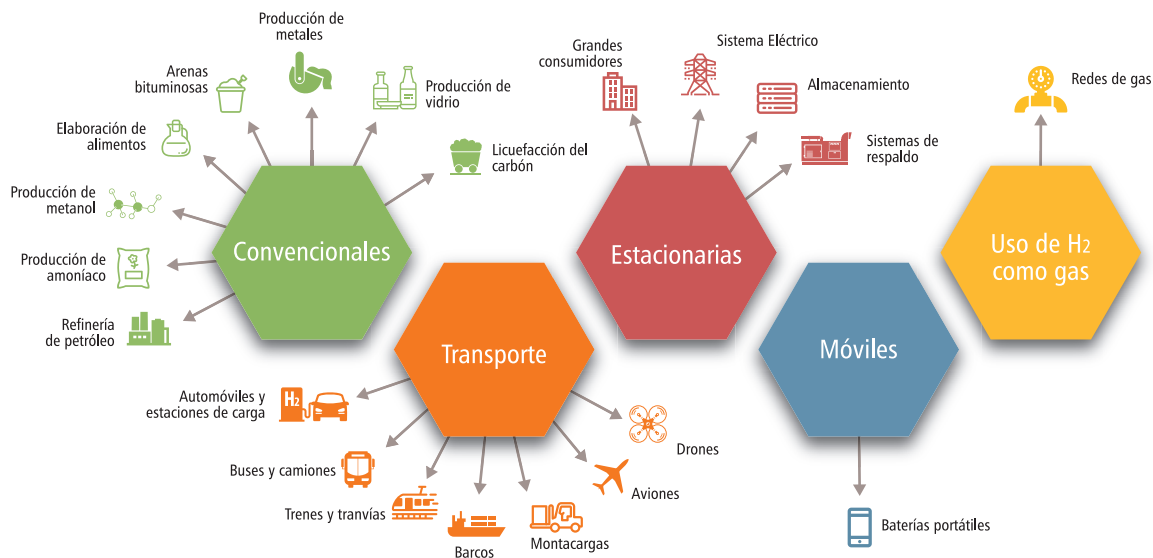 Producción de
metales
Arenas
bituminosas
Producción de
vidrio
Elaboración de
alimentos
Licuefacción del
carbón
Producción de
metanol
Producción de
amoníaco
Refinería
de petróleo
Convencionales
Grandes
consumidores
Sistema Eléctrico
Almacenamiento
Sistemas de
respaldo
Estacionarias
Redes de gas
Uso de H2
como gas
Transporte
Automóviles y
estaciones de carga
H2
Buses y camiones
Trenes y tranvías
Barcos
Montacargas
Aviones
Drones
Móviles
Baterías portátiles